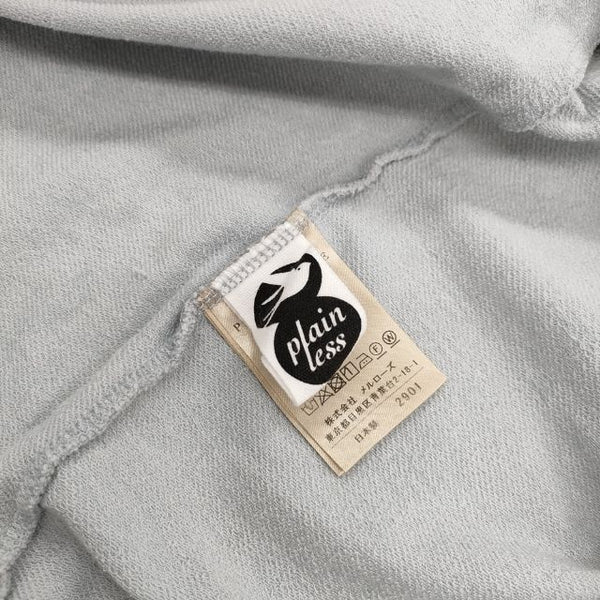 plain
less
P
株式会社 メルローズ
東京都目黒区青葉台2-18-1
日本製 2901